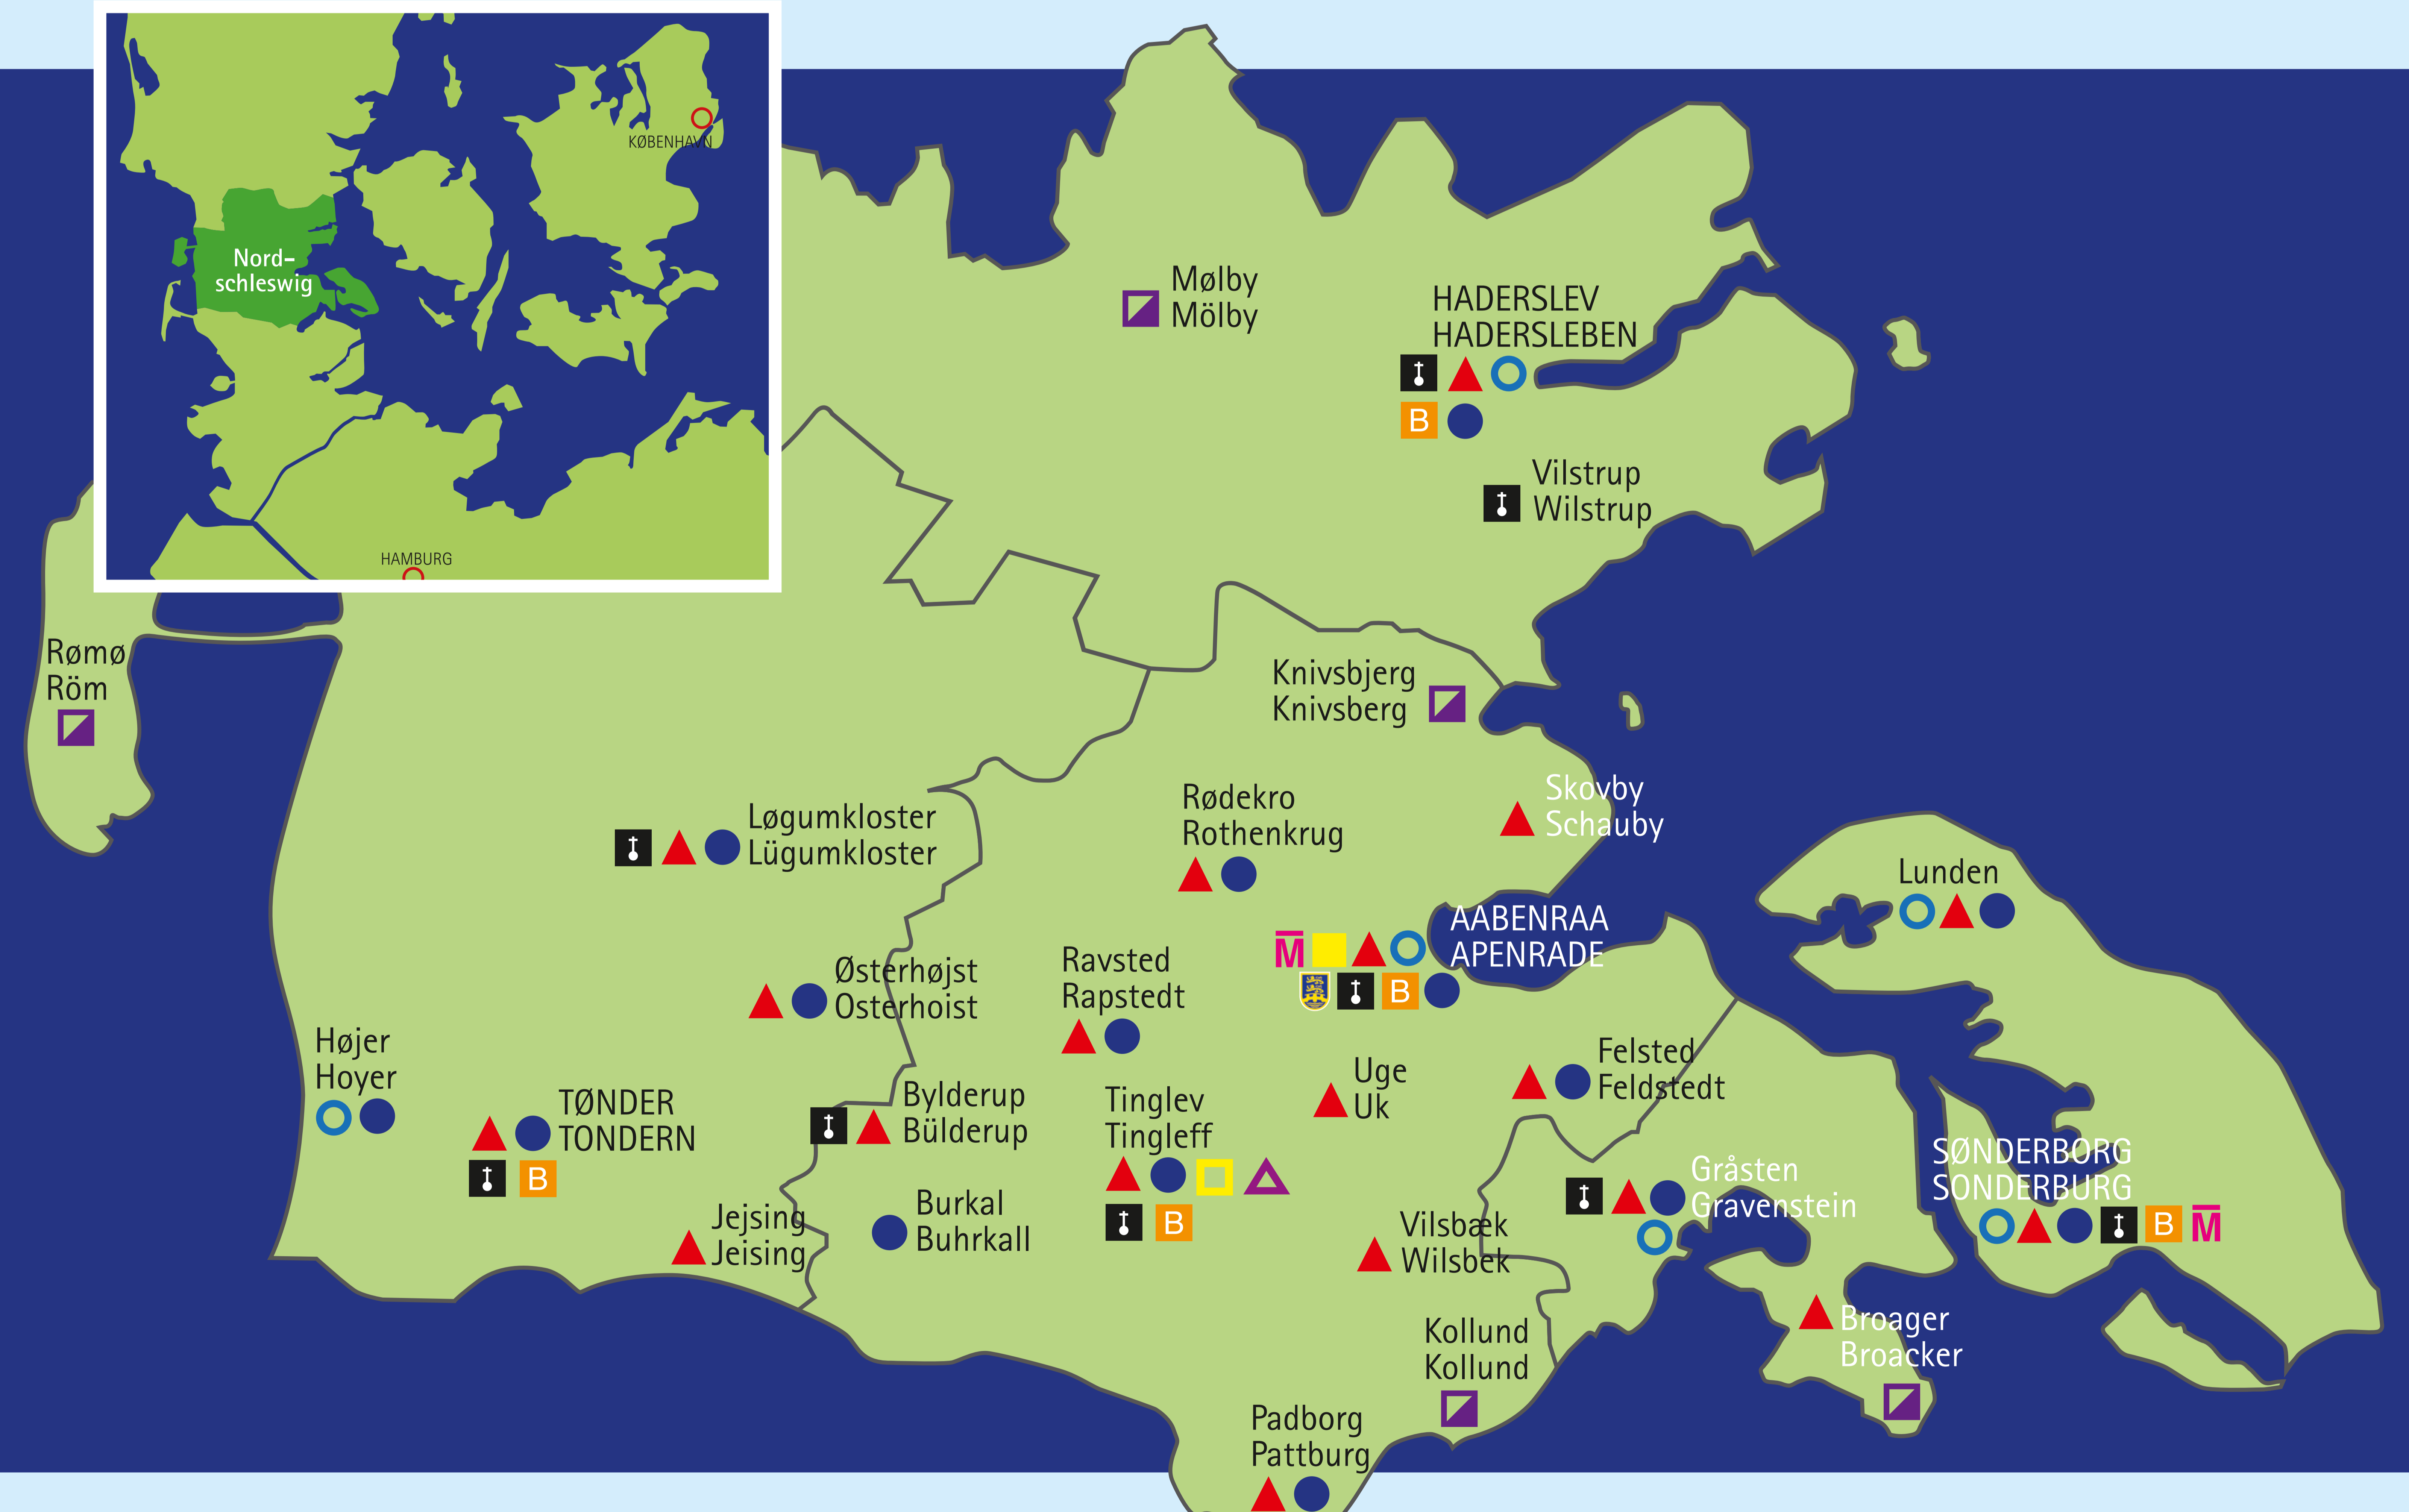 KØBENHAVN
Nord-
schleswig
HAMBURG
Mølby
Mölby
HADERSLEV
HADERSLEBEN
B
Vilstrup
Wilstrup
Rømø
Röm
Knivsbjerg
Knivsberg
Løgumkloster
Lügumkloster
Rødekro
Rothenkrug
Skovby
Schauby
Lunden
AABENRAA
APENRADE
M
B
Østerhøjst
Osterhoist
Ravsted
Rapstedt
Højer
Hoyer
TØNDER
TONDERN
B
Bylderup
Bülderup
Tinglev
Tingleff
B
Uge
Uk
Felsted
Feldstedt
Gråsten
Gravenstein
SØNDERBORG
SONDERBURG
B M
Jejsing
Jeising
Burkal
Buhrkall
Vilsbæk
Wilsbek
Kollund
Kollund
Broager
Broacker
Padborg
Pattburg